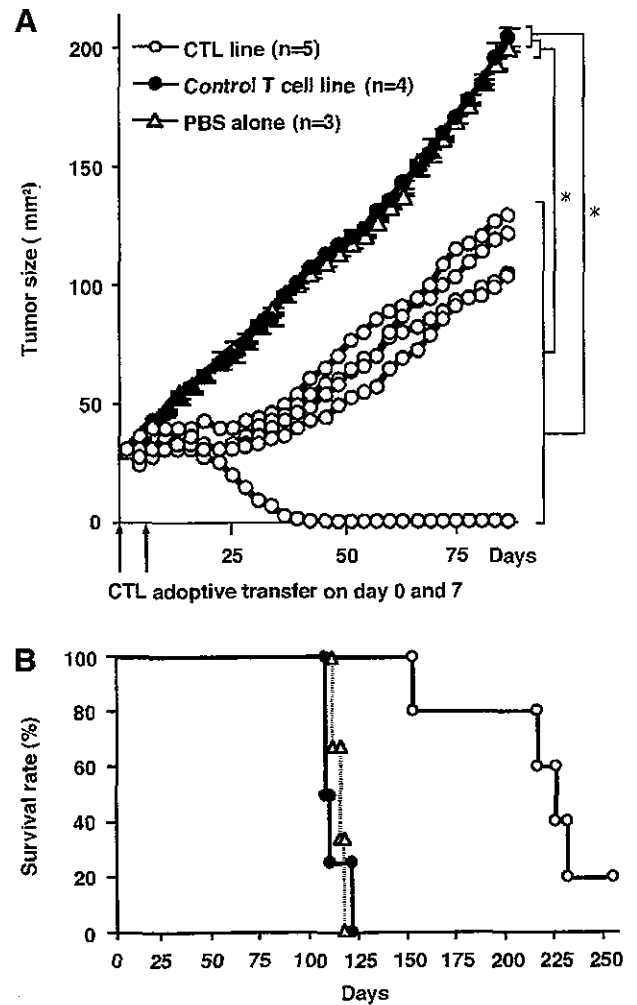 A
200
150
100
50
0
Tumor size ( mm²)
CTL line (n=5)
Control T cell line (n=4)
PBS alone (n=3)
*
*
25
50
75
Days
CTL adoptive transfer on day 0 and 7
B
100
80
60
40
20
0
Survival rate (%)
0 25 50 75 100 125 150 175 200 225 250
Days